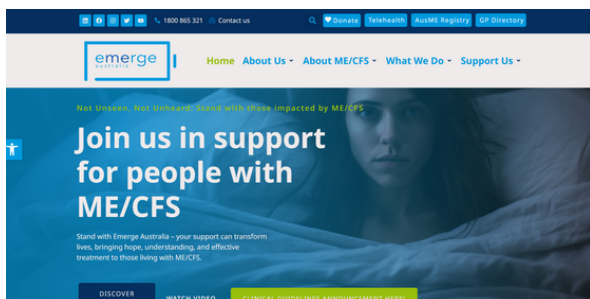 1800 865 321 Contact us Donate Telehealth AusME Registry GP Directory
emerge
australia
Home About Us About ME/CFS What We Do Support Us
Not Unseen, Not Unheard: Stand with those impacted by ME/CFS
Join us in support
for people with
ME/CFS
Stand with Emerge Australia – your support can transform
lives, bringing hope, understanding, and effective
treatment to those living with ME/CFS.
DISCOVER WATCH VIDEO CLINICAL GUIDELINES ANNOUNCEMENT HERE!